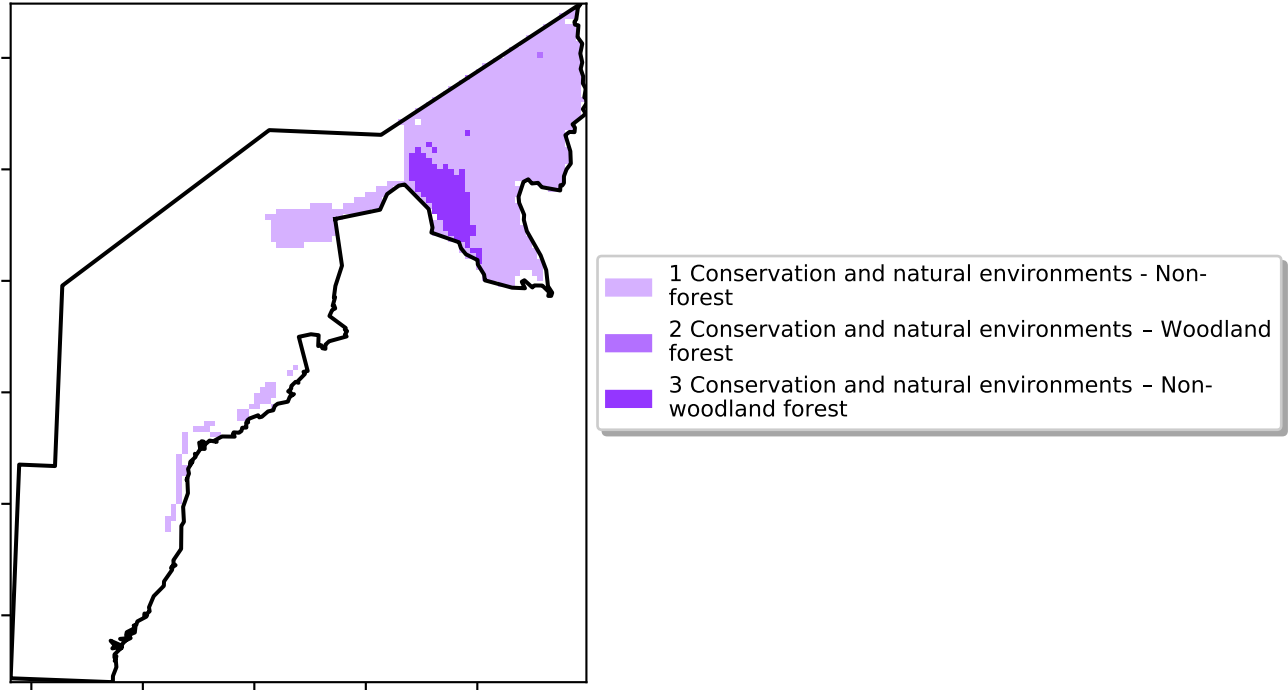 1 Conservation and natural environments - Non-
forest
2 Conservation and natural environments – Woodland
forest
3 Conservation and natural environments – Non-
woodland forest